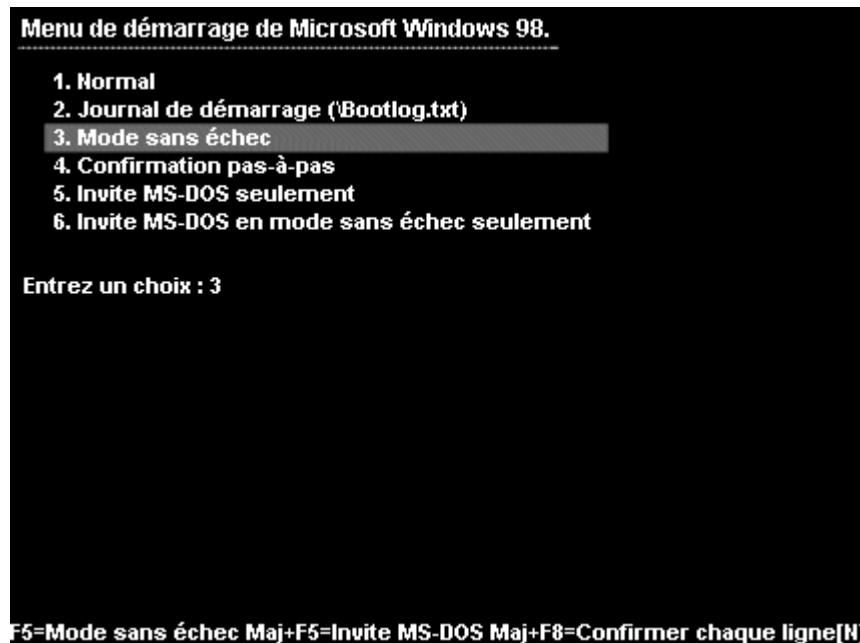 Menu de démarrage de Microsoft Windows 98.
1. Normal
2. Journal de démarrage (\Bootlog.txt)
3. Mode sans échec
4. Confirmation pas-à-pas
5. Invite MS-DOS seulement
6. Invite MS-DOS en mode sans échec seulement
Entrez un choix : 3
F5=Mode sans échec Maj+F5=Invite MS-DOS Maj+F8=Confirmer chaque ligne[N